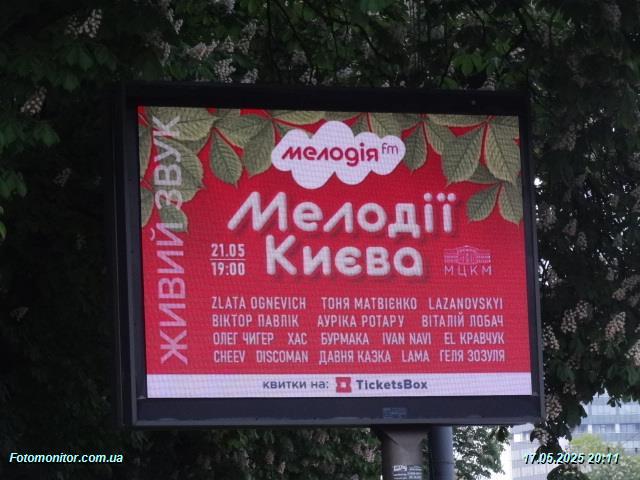 ЖИВИЙ ЗВУК
мелодія fm
Мелодії
Києва
21.05
19:00
МЦКМ
ZLATA OGNEVICH ТОНЯ МАТВІЄНКО LAZANOVSKYI
ВІКТОР ПАВЛІК АУРІКА РОТАРУ ВІТАЛІЙ ЛОБАЧ
ОЛЕГ ЧИГЕР ХАС БУРМАКА IVAN NAVI EL КРАВЧУК
CHEEV DISCOMAN ДАВНЯ КАЗКА LAMA ГЕЛЯ ЗОЗУЛЯ
КВИТКИ НА: TicketsBox
Fotomonitor.com.ua
17.05.2025 20:11